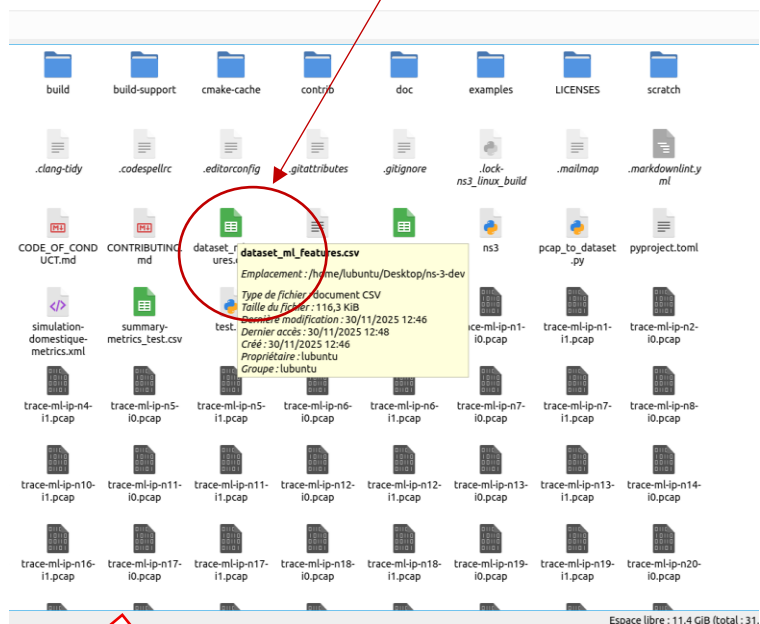 build build-support cmake-cache contrib doc examples LICENSES scratch
.clang-tidy .codespellrc .editorconfig .gitattributes .gitignore .lock- .mailmap .markdownlint.y
ns3_linux_build ml
CODE_OF_COND CONTRIBUTING. dataset_m ns3 pcap_to_dataset pyproject.toml
UCT.md md ures.c .py
dataset_ml_features.csv
Emplacement : /home/lubuntu/Desktop/ns-3-dev
Type de fichier : document CSV
Taille du fichier : 116,3 KiB
Dernière modification : 30/11/2025 12:46
Dernier accès : 30/11/2025 12:48
Créé : 30/11/2025 12:46
Propriétaire : lubuntu
Groupe : lubuntu
simulation- summary- test. ce-ml-ip-n1- trace-ml-ip-n1- trace-ml-ip-n2-
domestique- metrics_test.csv i0.pcap i1.pcap i0.pcap
metrics.xml
trace-ml-ip-n4- trace-ml-ip-n5- trace-ml-ip-n5- trace-ml-ip-n6- trace-ml-ip-n6- trace-ml-ip-n7- trace-ml-ip-n7- trace-ml-ip-n8-
i1.pcap i0.pcap i1.pcap i0.pcap i1.pcap i0.pcap i1.pcap i0.pcap
trace-ml-ip-n10- trace-ml-ip-n11- trace-ml-ip-n11- trace-ml-ip-n12- trace-ml-ip-n12- trace-ml-ip-n13- trace-ml-ip-n13- trace-ml-ip-n14-
i1.pcap i0.pcap i1.pcap i0.pcap i1.pcap i0.pcap i1.pcap i0.pcap
trace-ml-ip-n16- trace-ml-ip-n17- trace-ml-ip-n17- trace-ml-ip-n18- trace-ml-ip-n18- trace-ml-ip-n19- trace-ml-ip-n19- trace-ml-ip-n20-
i1.pcap i0.pcap i1.pcap i0.pcap i1.pcap i0.pcap i1.pcap i0.pcap
Espace libre : 11,4 GiB (total : 31,